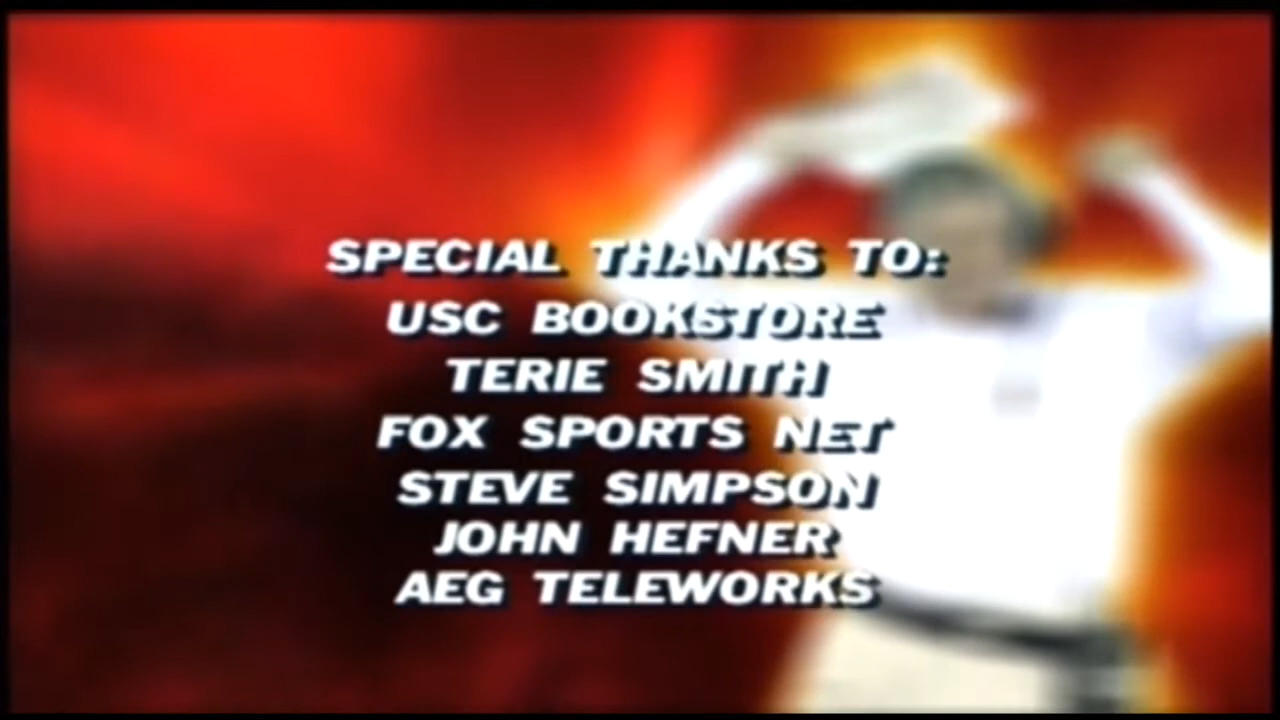 SPECIAL THANKS TO:
USC BOOKSTORE
TERIE SMITH
FOX SPORTS NET
STEVE SIMPSON
JOHN HEFNER
AEG TELEWORKS